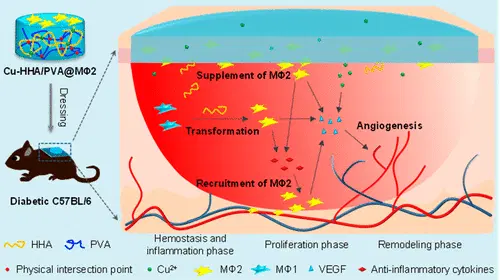 Cu-HHA/PVA@MΦ2
Dressing
Diabetic C57BL/6
Supplement of MΦ2
HHA
Transformation
Angiogenesis
Recruitment of MΦ2
HHA
PVA
Hemostasis and
inflammation phase
Proliferation phase
Remodeling phase
Physical intersection point
Cu²⁺
MΦ2
MΦ1
VEGF
Anti-inflammatory cytokines